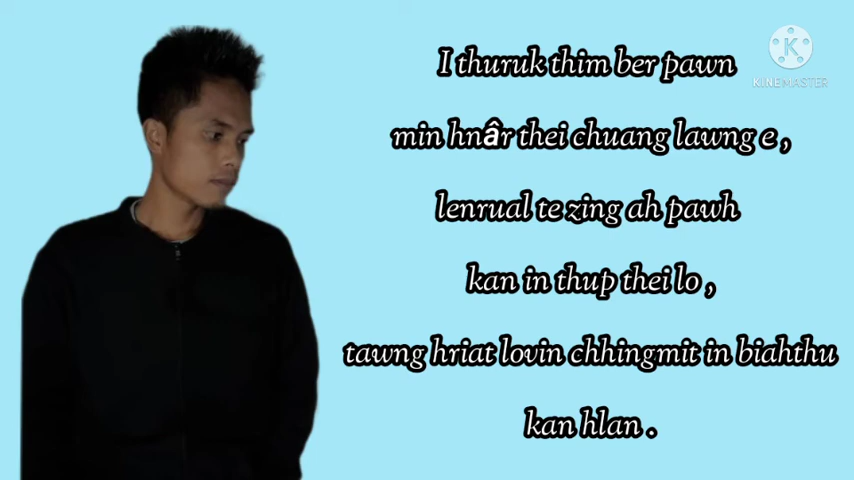 I thuruk thim ber pawn
min hnâr thei chuang lawng e ,
lenrual te zing ah pawh
kan in thup thei lo ,
tawng hriat lovin chhingmit in biahthu
kan hlan .
K
KINEMASTER